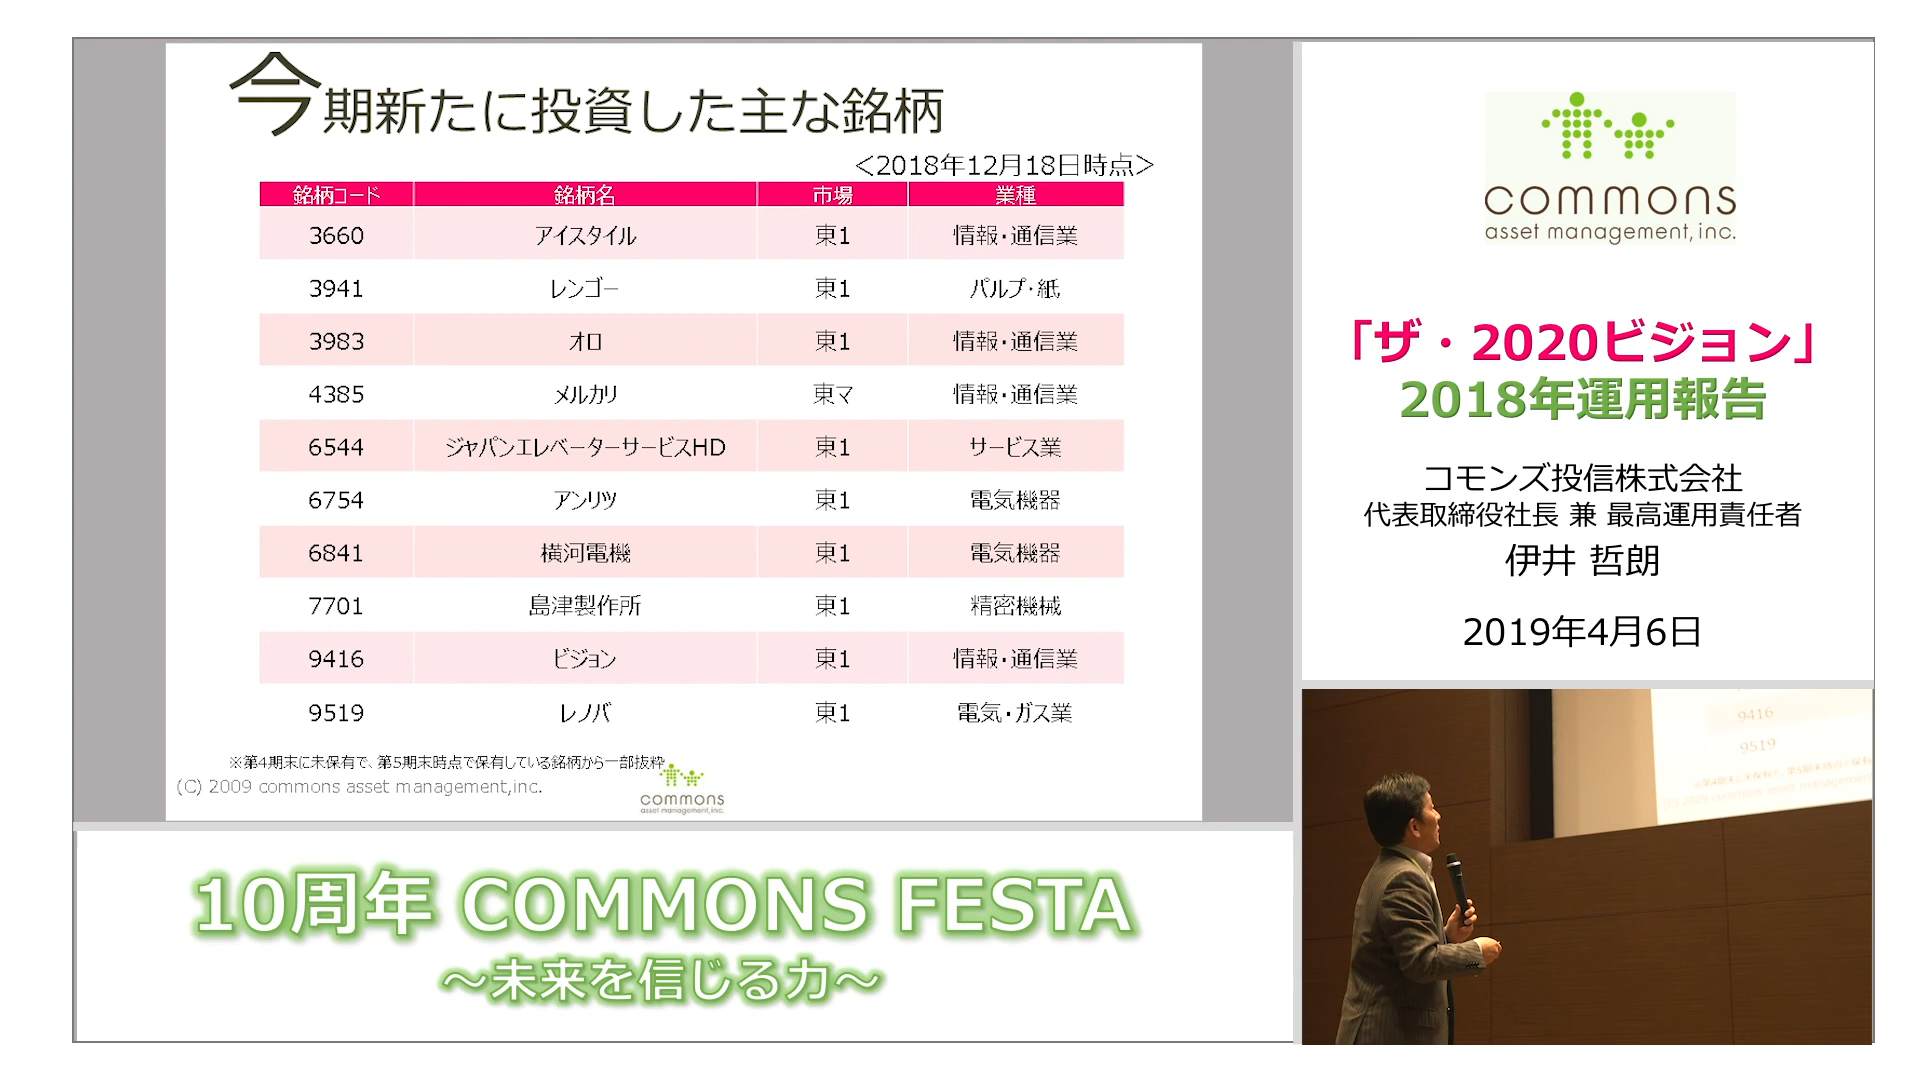 今期新たに投資した主な銘柄
<2018年12月18日時点>
銘柄コード 銘柄名 市場 業種
3660 アイスタイル 東1 情報・通信業
3941 レンゴー 東1 パルプ・紙
3983 オロ 東1 情報・通信業
4385 メルカリ 東マ 情報・通信業
6544 ジャパンエレベーターサービスHD 東1 サービス業
6754 アンリツ 東1 電気機器
6841 横河電機 東1 電気機器
7701 島津製作所 東1 精密機械
9416 ビジョン 東1 情報・通信業
9519 レノバ 東1 電気・ガス業
※第4期末に未保有で、第5期末時点で保有している銘柄から一部抜粋
(C) 2009 commons asset management,inc.
commons
asset management,inc.
commons
asset management,inc.
「ザ・2020ビジョン」
2018年運用報告
コモンズ投信株式会社
代表取締役社長 兼 最高運用責任者
伊井 哲朗
2019年4月6日
9416
9519
10周年 COMMONS FESTA
～未来を信じる力～